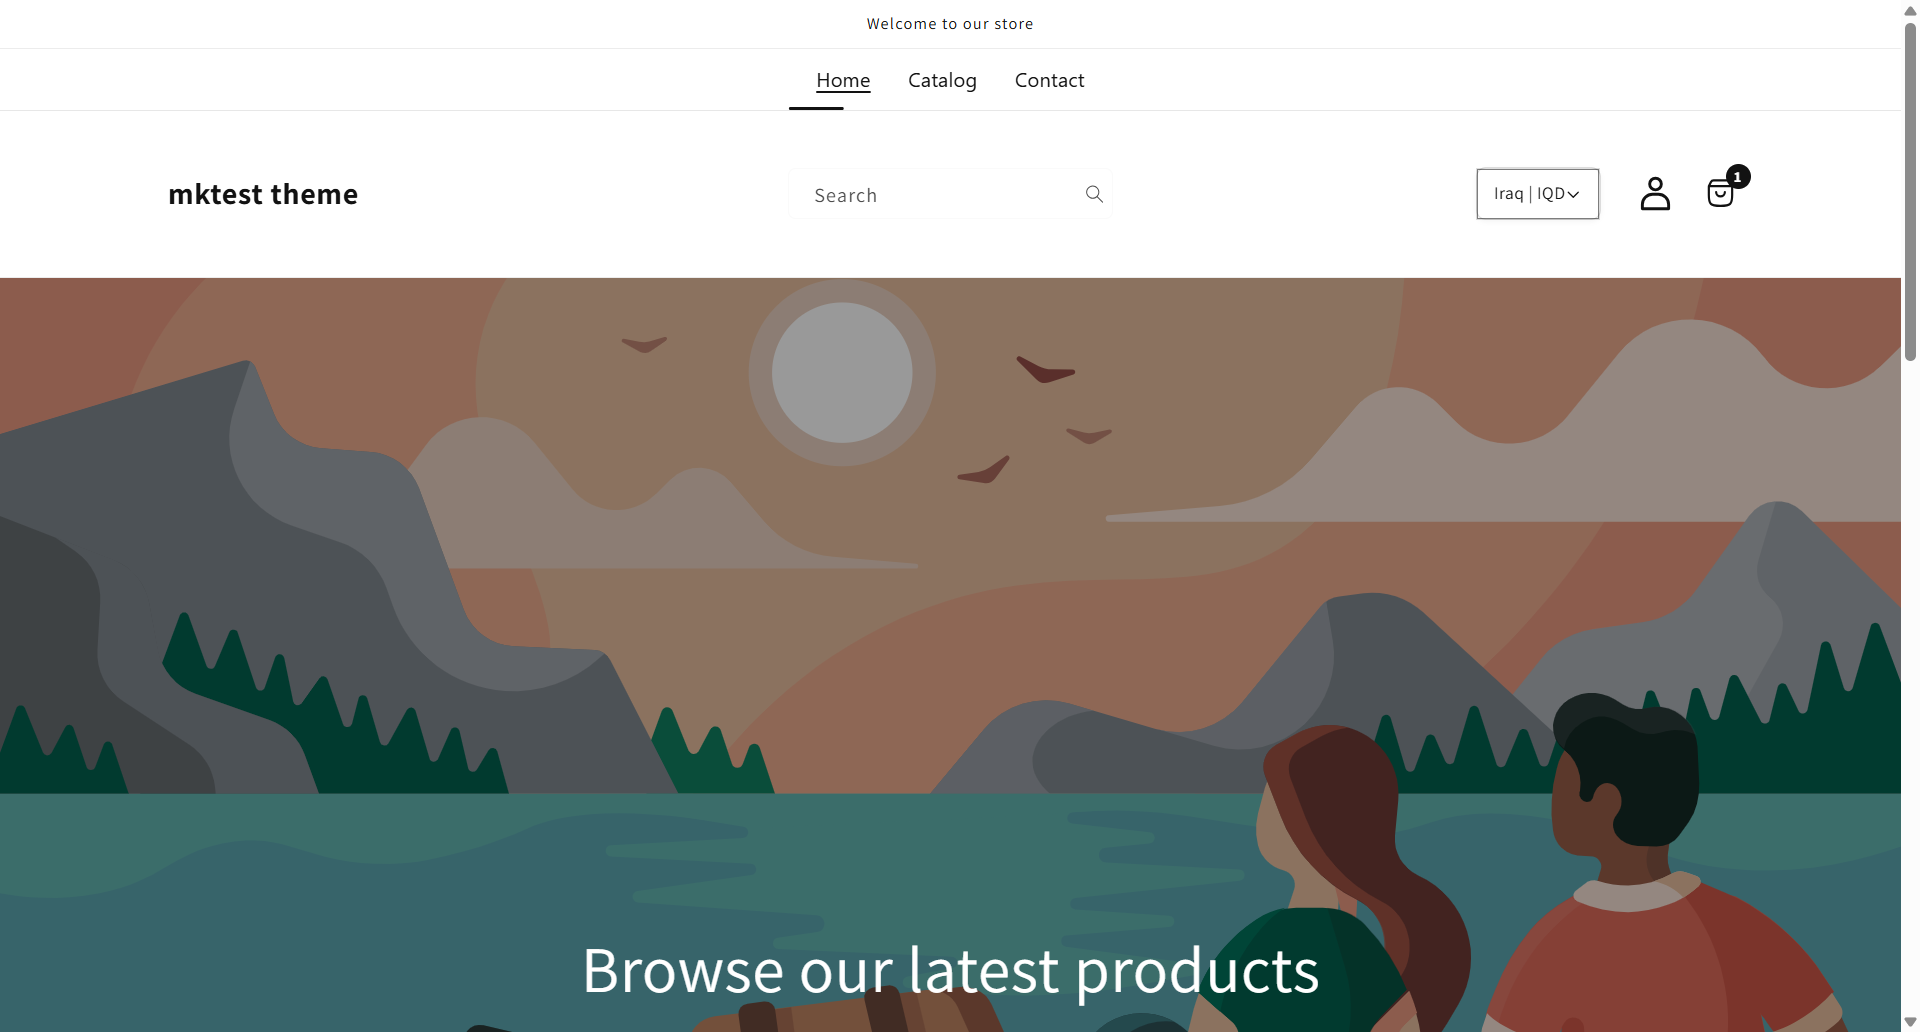 Welcome to our store
Home Catalog Contact
mktest theme
Search
Iraq | IQD
1
Browse our latest products